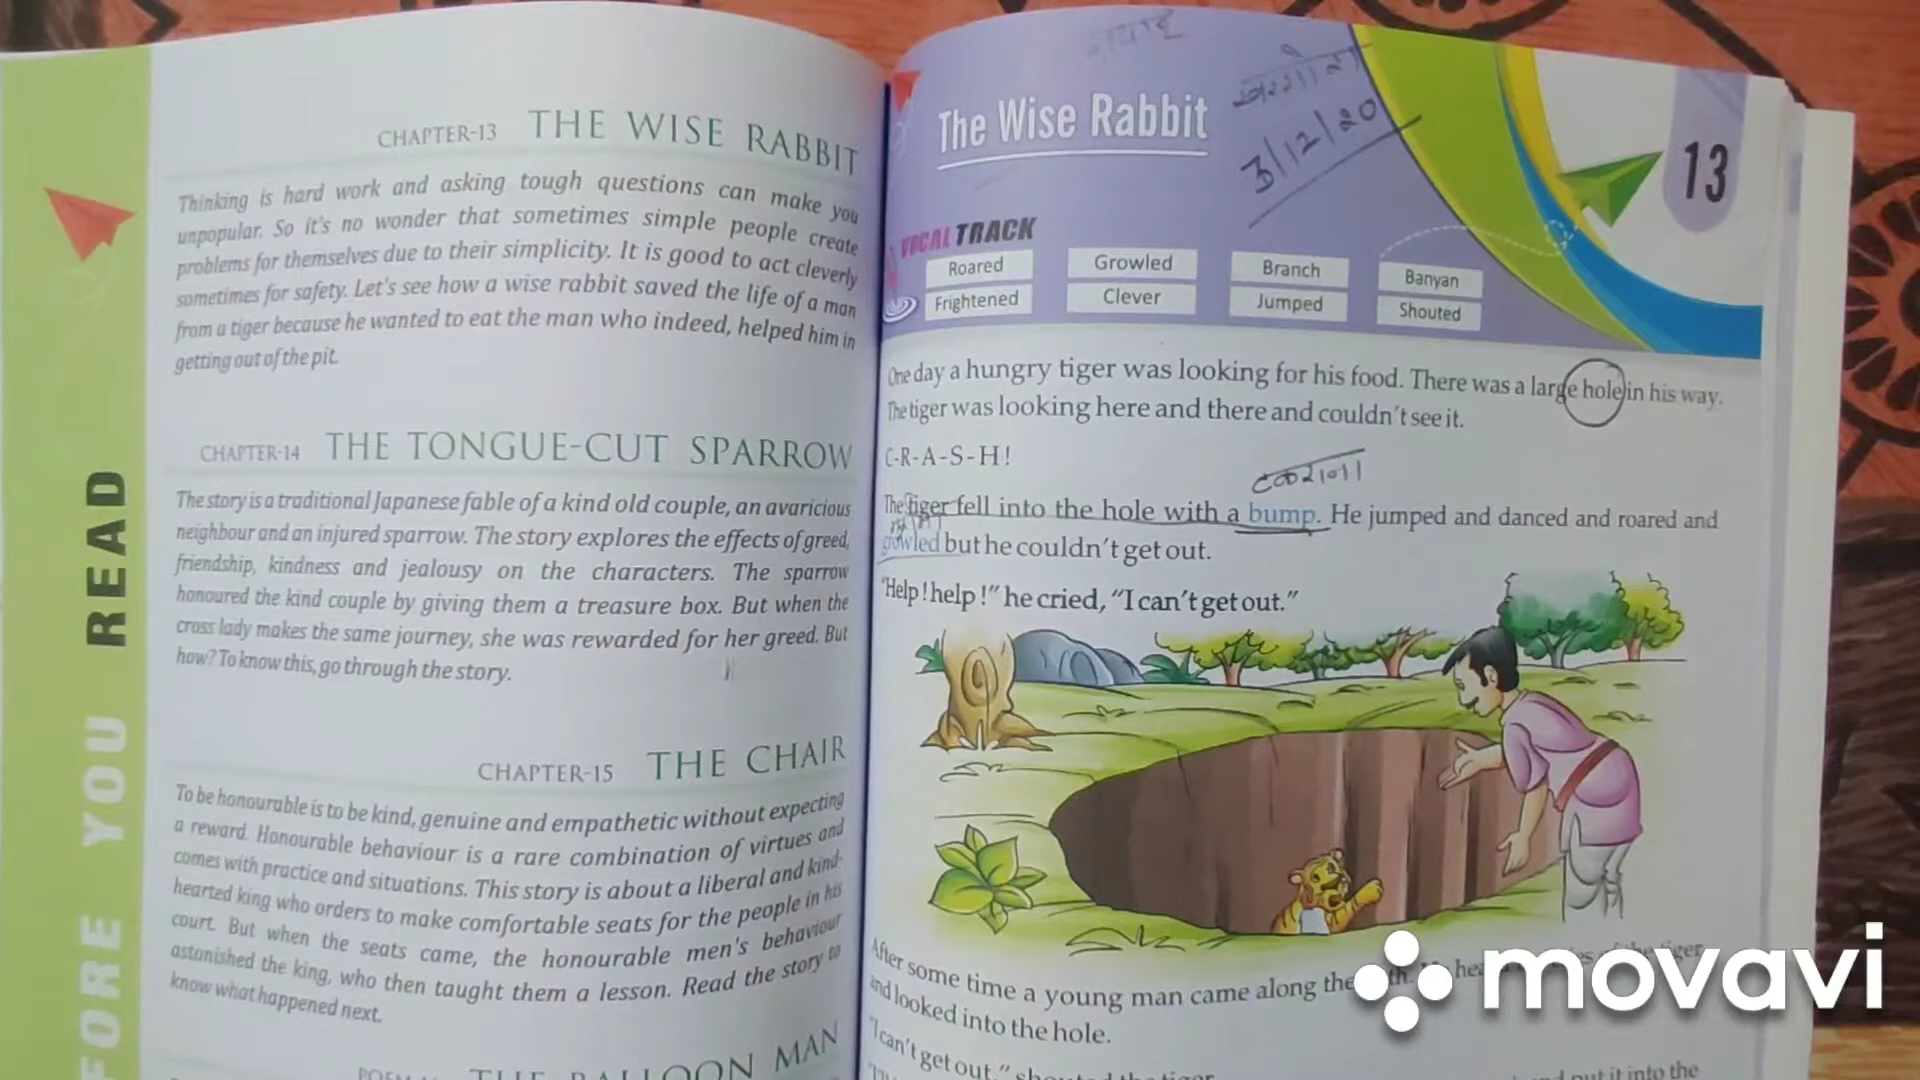 BEFORE YOU READ
CHAPTER-13 THE WISE RABBIT
Thinking is hard work and asking tough questions can make you
unpopular. So it's no wonder that sometimes simple people create
problems for themselves due to their simplicity. It is good to act cleverly
sometimes for safety. Let's see how a wise rabbit saved the life of a man
from a tiger because he wanted to eat the man who indeed, helped him in
getting out of the pit.
CHAPTER-14 THE TONGUE-CUT SPARROW
The story is a traditional Japanese fable of a kind old couple, an avaricious
neighbour and an injured sparrow. The story explores the effects of greed,
friendship, kindness and jealousy on the characters. The sparrow
honoured the kind couple by giving them a treasure box. But when the
cross lady makes the same journey, she was rewarded for her greed. But
how? To know this, go through the story.
CHAPTER-15 THE CHAIR
To be honourable is to be kind, genuine and empathetic without expecting
a reward. Honourable behaviour is a rare combination of virtues and
comes with practice and situations. This story is about a liberal and kind-
hearted king who orders to make comfortable seats for the people in his
court. But when the seats came, the honourable men's behaviour
astonished the king, who then taught them a lesson. Read the story to
know what happened next.
THE BALLOON MAN
The Wise Rabbit
खरगोश
3/12/20
13
VOCAL TRACK
Roared Growled Branch Banyan
Frightened Clever Jumped Shouted
One day a hungry tiger was looking for his food. There was a large hole in his way.
The tiger was looking here and there and couldn't see it.
C-R-A-S-H!
टकराना
The tiger fell into the hole with a bump. He jumped and danced and roared and
growled but he couldn't get out.
"Help! help!" he cried, "I can't get out."
After some time a young man came along the of the tiger
and looked into the hole.
"I can't get out," shouted the tiger.
and put it into the
movavi